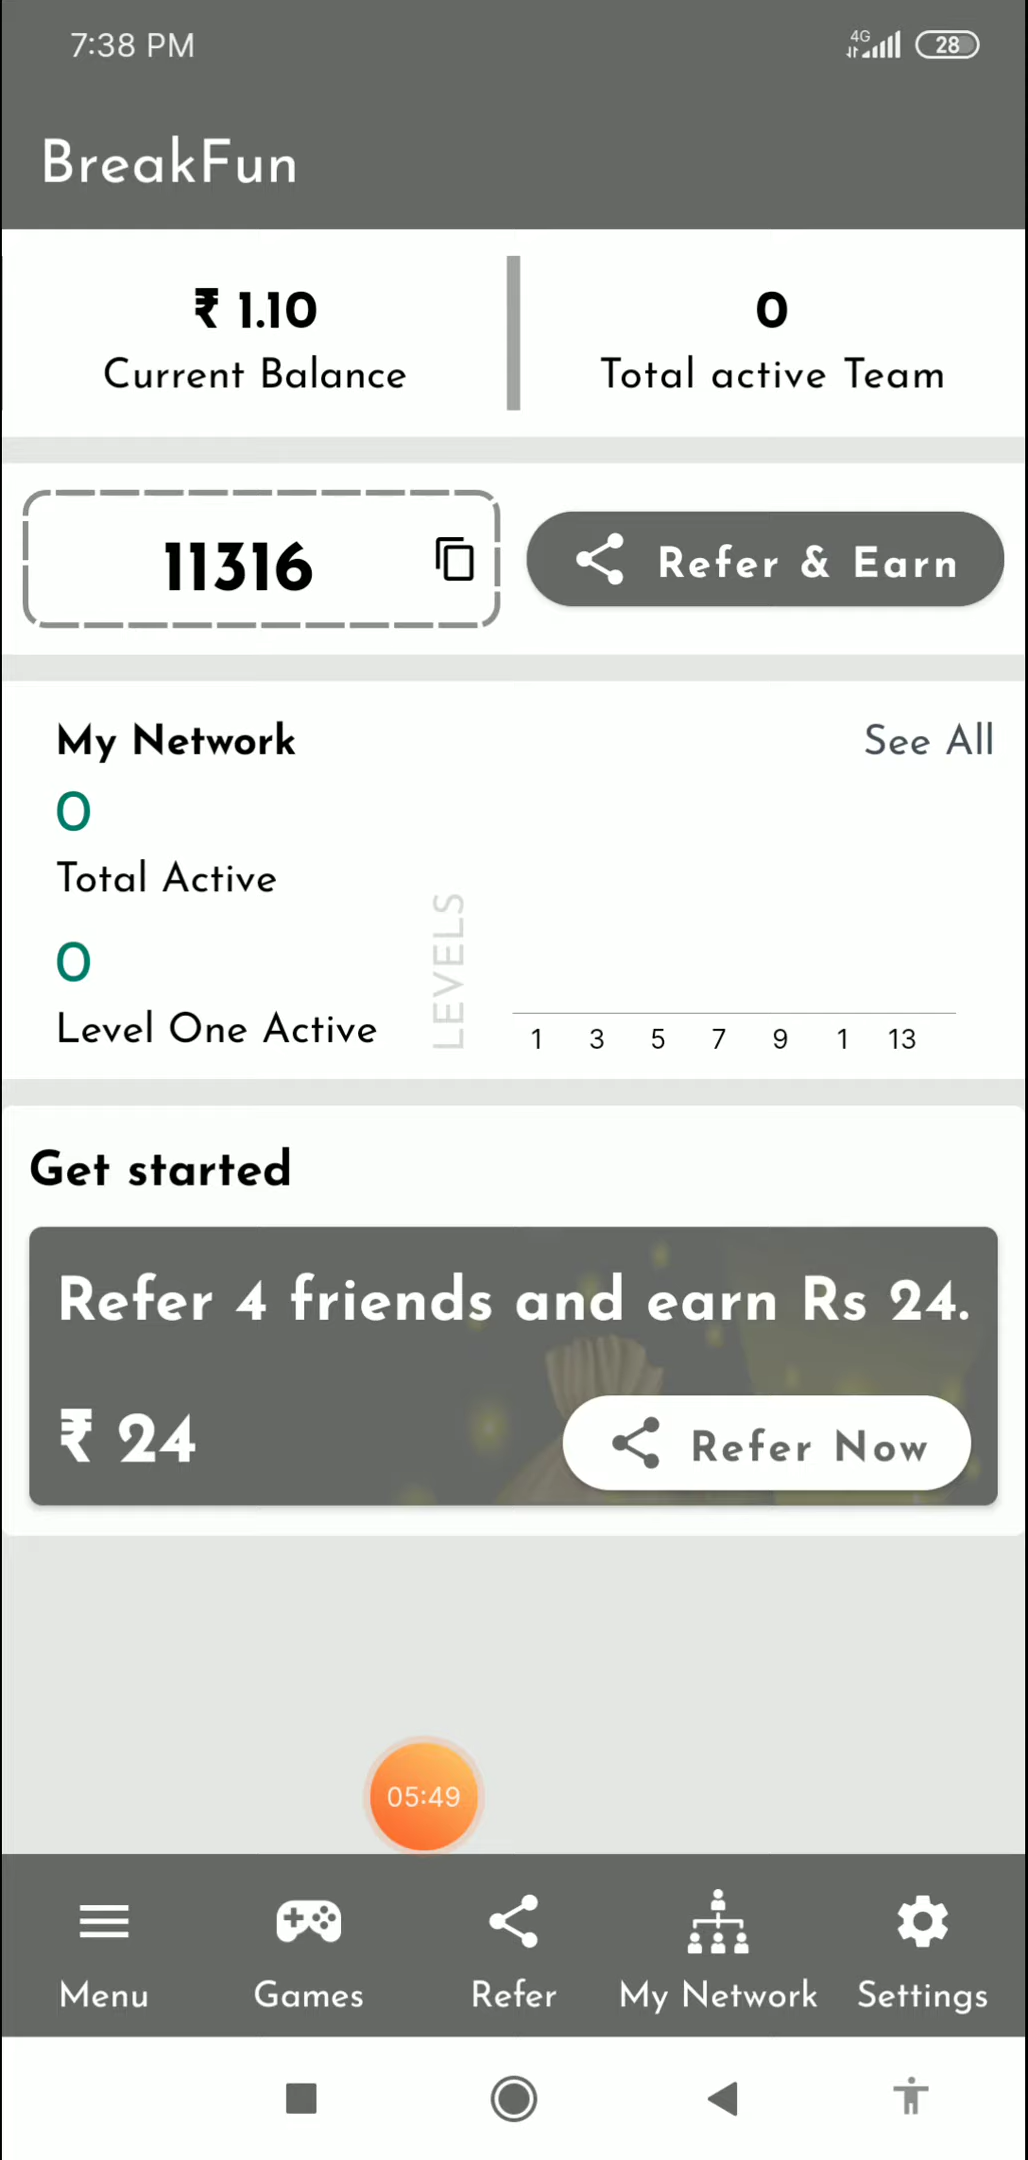 7:38 PM
4G
28
BreakFun
₹ 1.10
Current Balance
0
Total active Team
11316
Refer & Earn
My Network
See All
0
Total Active
0
Level One Active
LEVELS
1 3 5 7 9 1 13
Get started
Refer 4 friends and earn Rs 24.
₹ 24
Refer Now
05:49
Menu
Games
Refer
My Network
Settings